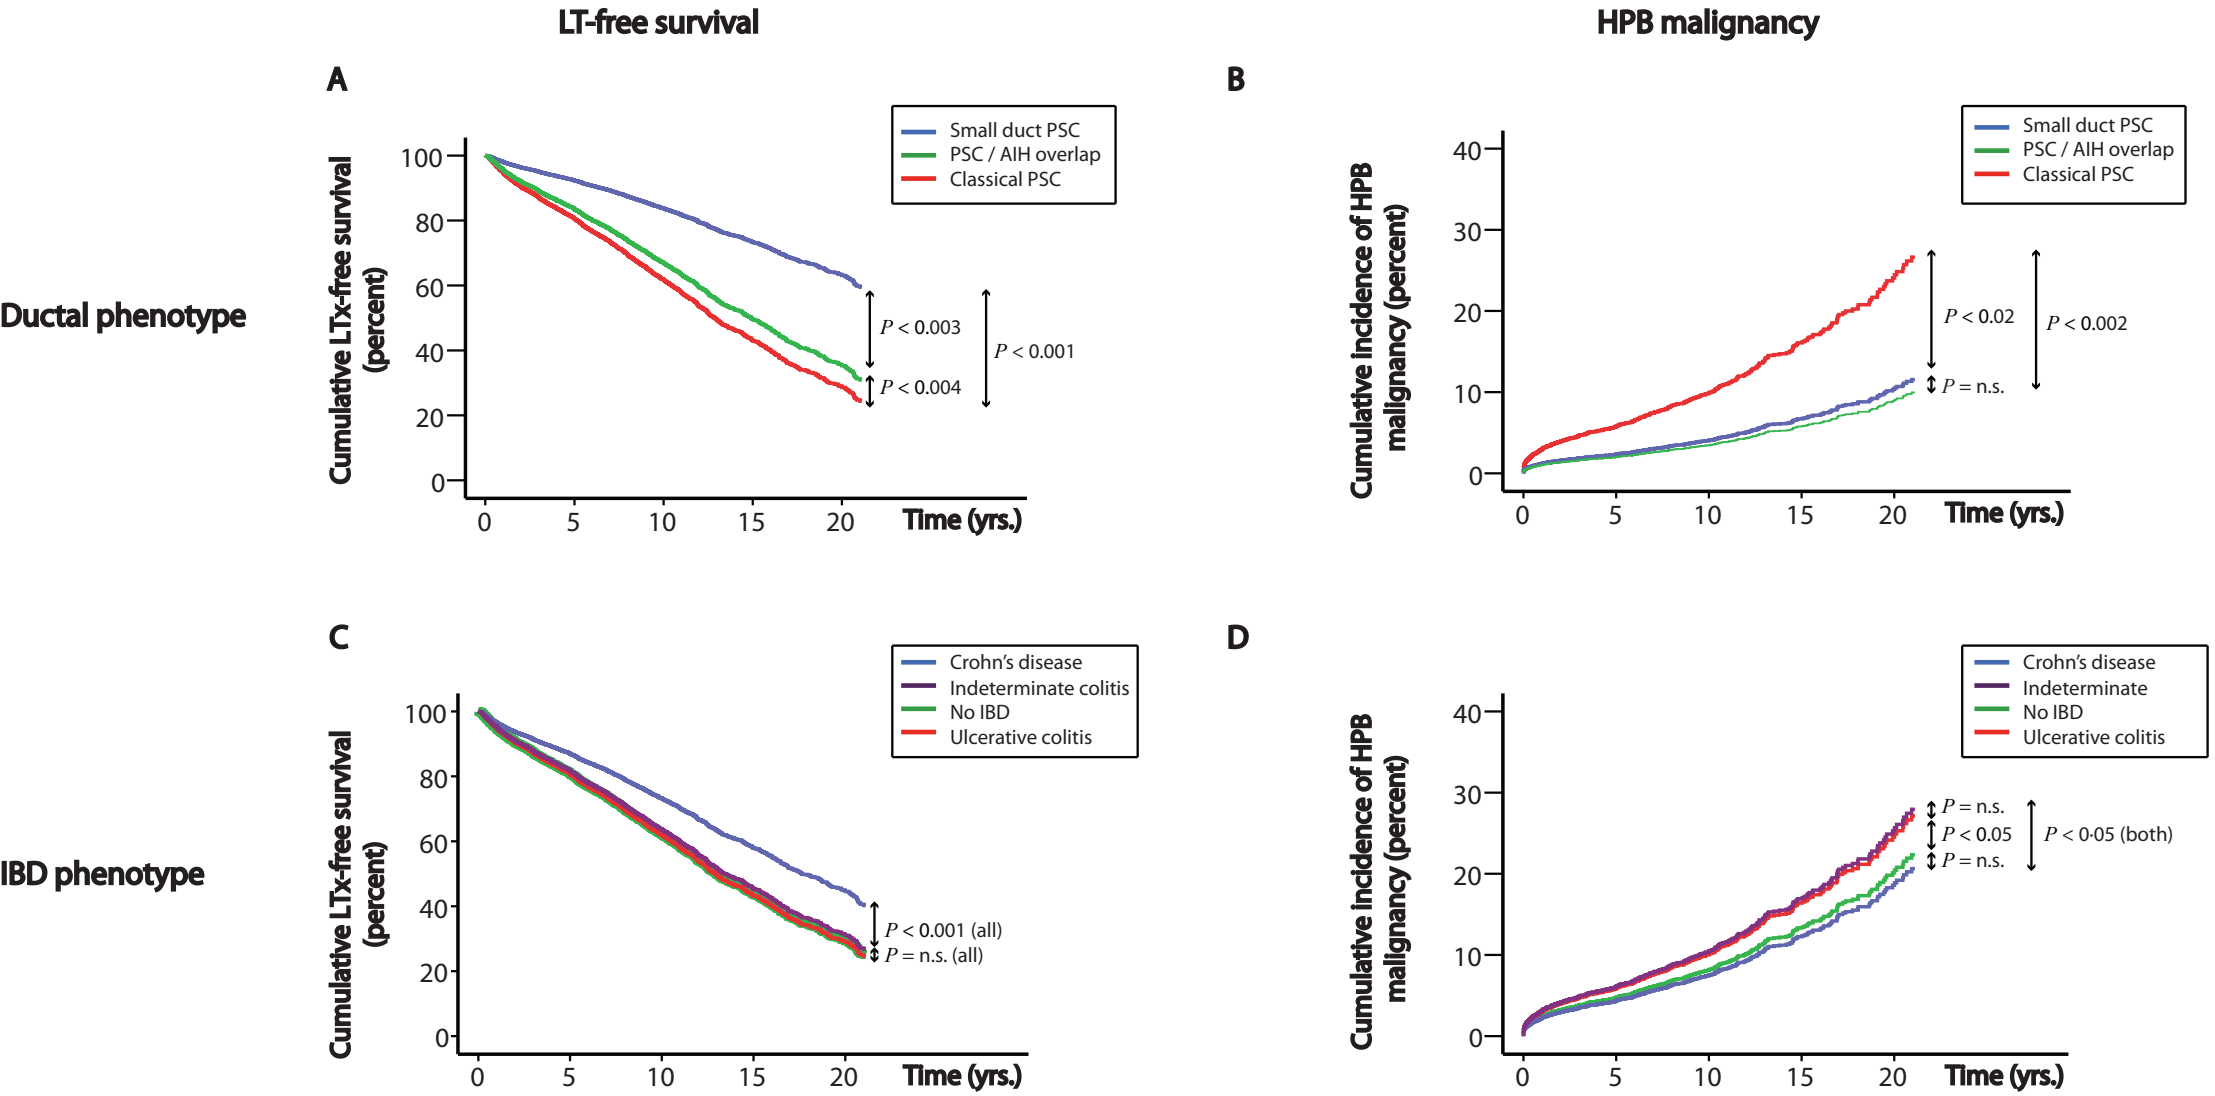 LT-free survival
HPB malignancy
Ductal phenotype
IBD phenotype
A
Cumulative LTx-free survival
(percent)
100
80
60
40
20
0
0 5 10 15 20 Time (yrs.)
Small duct PSC
PSC / AIH overlap
Classical PSC
P < 0.003
P < 0.004
P < 0.001
B
Cumulative incidence of HPB
malignancy (percent)
40
30
20
10
0
0 5 10 15 20 Time (yrs.)
Small duct PSC
PSC / AIH overlap
Classical PSC
P < 0.02
P = n.s.
P < 0.002
C
Cumulative LTx-free survival
(percent)
100
80
60
40
20
0
0 5 10 15 20 Time (yrs.)
Crohn’s disease
Indeterminate colitis
No IBD
Ulcerative colitis
P < 0.001 (all)
P = n.s. (all)
D
Cumulative incidence of HPB
malignancy (percent)
40
30
20
10
0
0 5 10 15 20 Time (yrs.)
Crohn’s disease
Indeterminate
No IBD
Ulcerative colitis
P = n.s.
P < 0.05
P = n.s.
P < 0·05 (both)